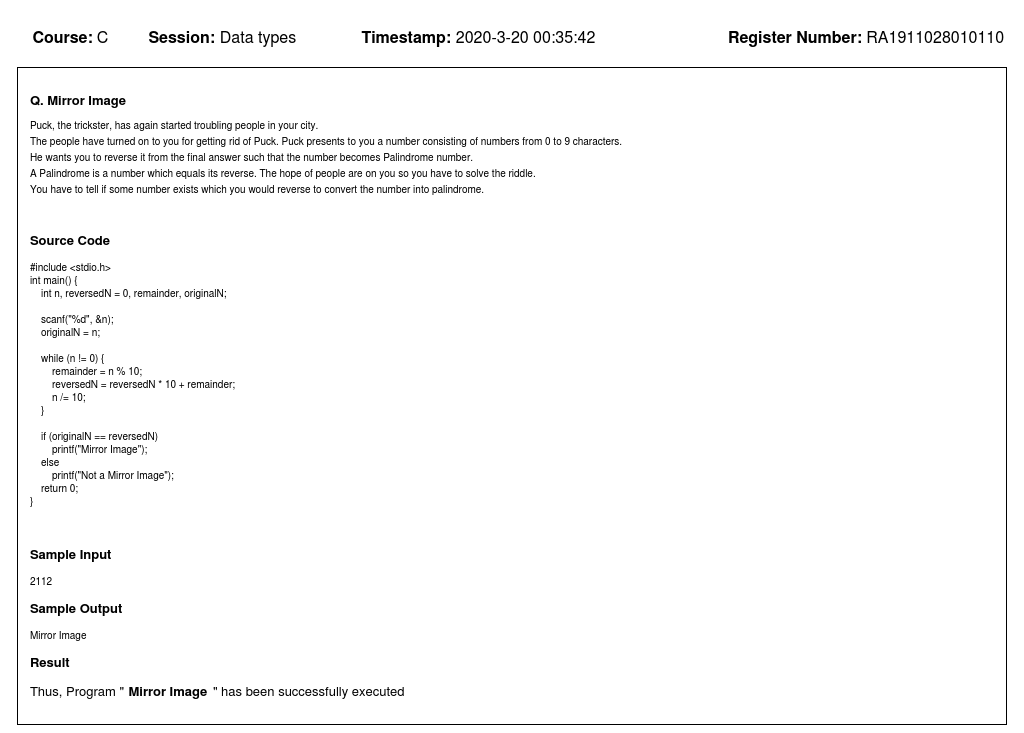 Course: C Session: Data types Timestamp: 2020-3-20 00:35:42 Register Number: RA1911028010110
Q. Mirror Image
Puck, the trickster, has again started troubling people in your city.
The people have turned on to you for getting rid of Puck. Puck presents to you a number consisting of numbers from 0 to 9 characters.
He wants you to reverse it from the final answer such that the number becomes Palindrome number.
A Palindrome is a number which equals its reverse. The hope of people are on you so you have to solve the riddle.
You have to tell if some number exists which you would reverse to convert the number into palindrome.
Source Code
#include <stdio.h>
int main() {
    int n, reversedN = 0, remainder, originalN;
    scanf("%d", &n);
    originalN = n;
    while (n != 0) {
        remainder = n % 10;
        reversedN = reversedN * 10 + remainder;
        n /= 10;
    }
    if (originalN == reversedN)
        printf("Mirror Image");
    else
        printf("Not a Mirror Image");
    return 0;
}
Sample Input
2112
Sample Output
Mirror Image
Result
Thus, Program " Mirror Image " has been successfully executed